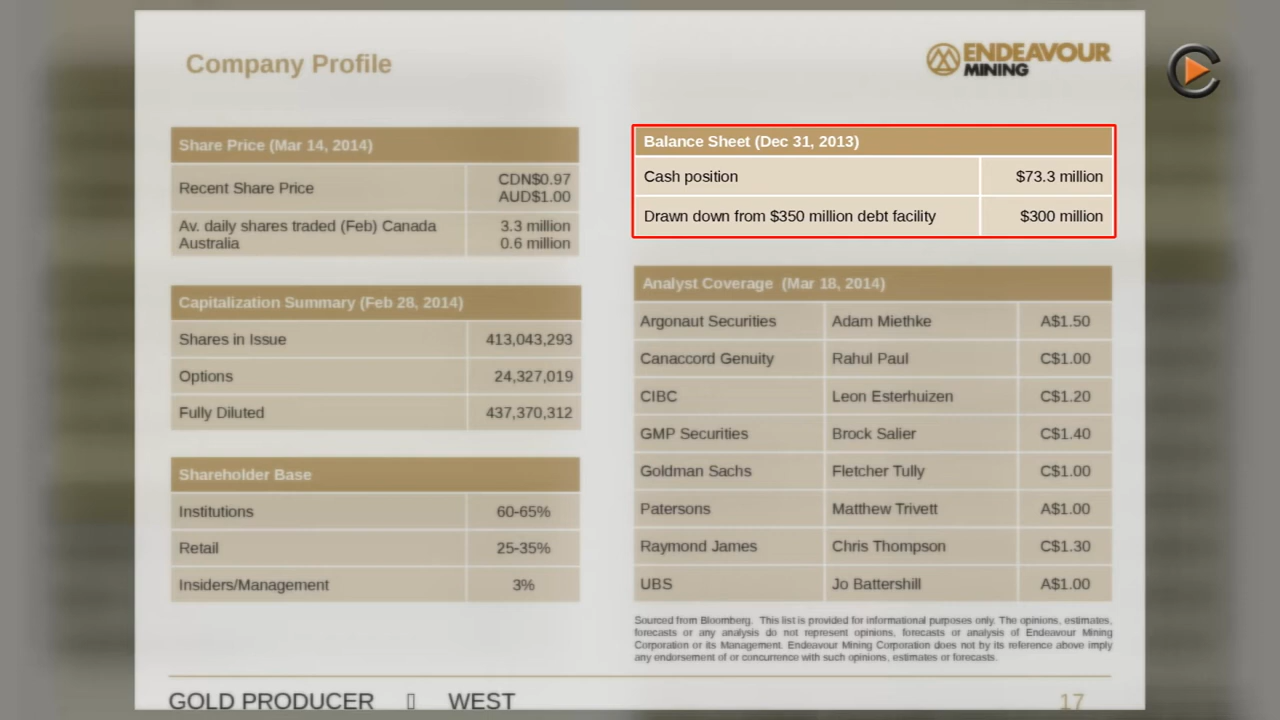 Company Profile
ENDEAVOUR
MINING
Share Price (Mar 14, 2014)
Recent Share Price
CDN$0.97
AUD$1.00
Av. daily shares traded (Feb) Canada
Australia
3.3 million
0.6 million
Capitalization Summary (Feb 28, 2014)
Shares in Issue 413,043,293
Options 24,327,019
Fully Diluted 437,370,312
Shareholder Base
Institutions 60-65%
Retail 25-35%
Insiders/Management 3%
Balance Sheet (Dec 31, 2013)
Cash position $73.3 million
Drawn down from $350 million debt facility $300 million
Analyst Coverage (Mar 18, 2014)
Argonaut Securities Adam Miethke A$1.50
Canaccord Genuity Rahul Paul C$1.00
CIBC Leon Esterhuizen C$1.20
GMP Securities Brock Salier C$1.40
Goldman Sachs Fletcher Tully C$1.00
Patersons Matthew Trivett A$1.00
Raymond James Chris Thompson C$1.30
UBS Jo Battershill A$1.00
Sourced from Bloomberg. This list is provided for informational purposes only. The opinions, estimates,
forecasts or any analysis do not represent opinions, forecasts or analysis of Endeavour Mining
Corporation or its Management. Endeavour Mining Corporation does not by its reference above imply
any endorsement of or concurrence with such opinions, estimates or forecasts.
GOLD PRODUCER WEST
17